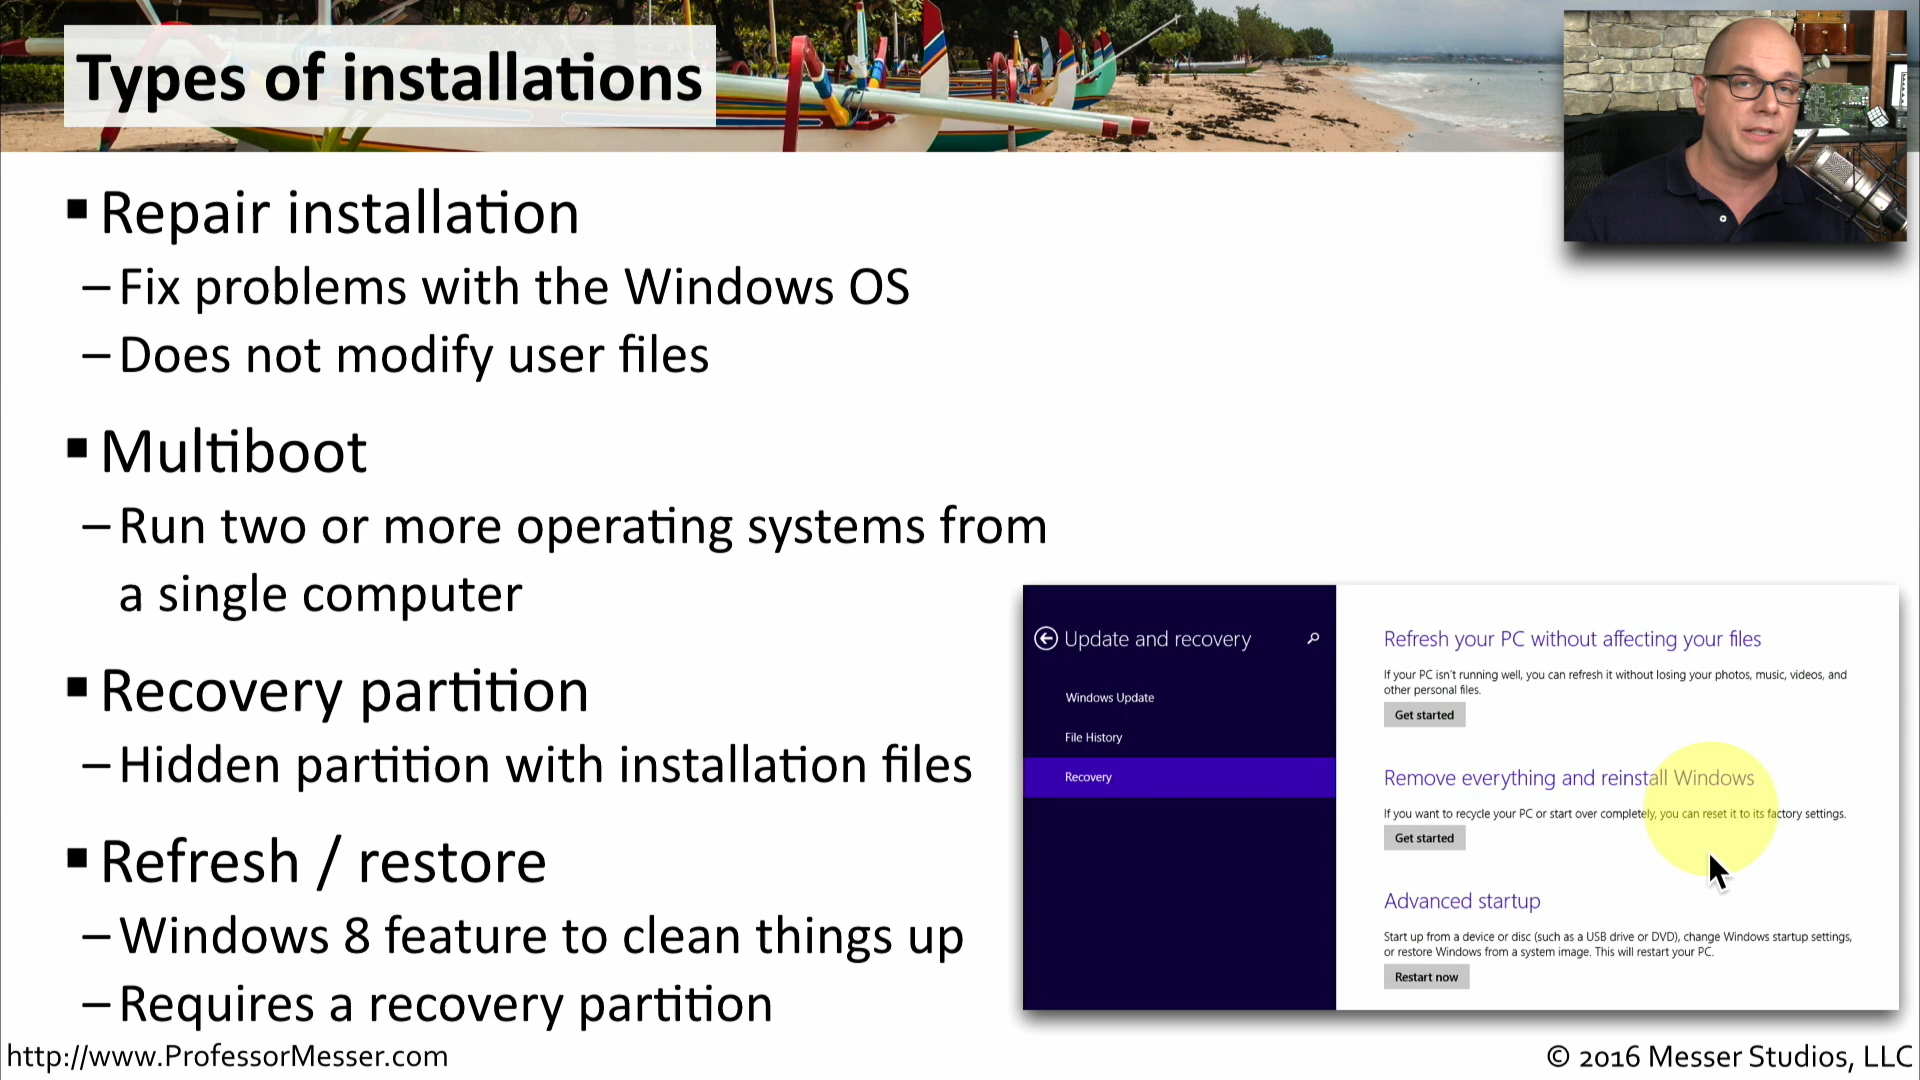 Types of installations
▪ Repair installation
– Fix problems with the Windows OS
– Does not modify user files
▪ Multiboot
– Run two or more operating systems from
a single computer
▪ Recovery partition
– Hidden partition with installation files
▪ Refresh / restore
– Windows 8 feature to clean things up
– Requires a recovery partition
Update and recovery
Windows Update
File History
Recovery
Refresh your PC without affecting your files
If your PC isn't running well, you can refresh it without losing your photos, music, videos, and
other personal files.
Get started
Remove everything and reinstall Windows
If you want to recycle your PC or start over completely, you can reset it to its factory settings.
Get started
Advanced startup
Start up from a device or disc (such as a USB drive or DVD), change Windows startup settings,
or restore Windows from a system image. This will restart your PC.
Restart now
http://www.ProfessorMesser.com
© 2016 Messer Studios, LLC